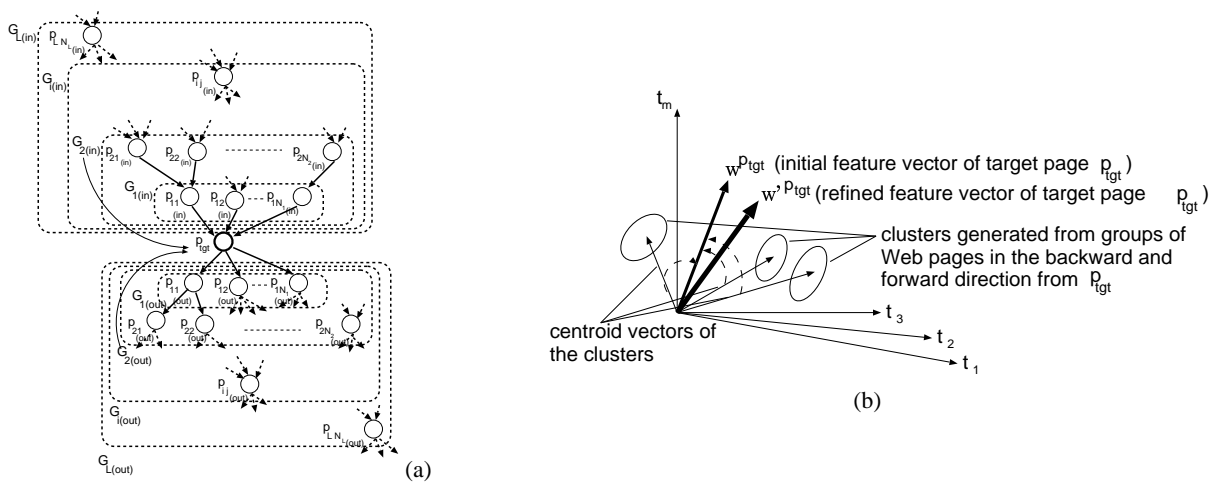 G L(in)
p L N L (in)
G i(in)
p i j (in)
G 2(in)
p 21 (in)
p 22 (in)
p 2N 2 (in)
G 1(in)
p 11 (in)
p 12 (in)
p 1N 1 (in)
p tgt
p 11 (out)
p 12 (out)
p 1N 1 (out)
G 1(out)
p 21 (out)
p 22 (out)
p 2N 2 (out)
G 2(out)
p i j (out)
G i(out)
p L N L (out)
G L(out)
(a)
t m
w p tgt (initial feature vector of target page p tgt )
w' p tgt (refined feature vector of target page p tgt )
clusters generated from groups of
Web pages in the backward and
forward direction from p tgt
centroid vectors of
the clusters
t 3
t 2
t 1
(b)